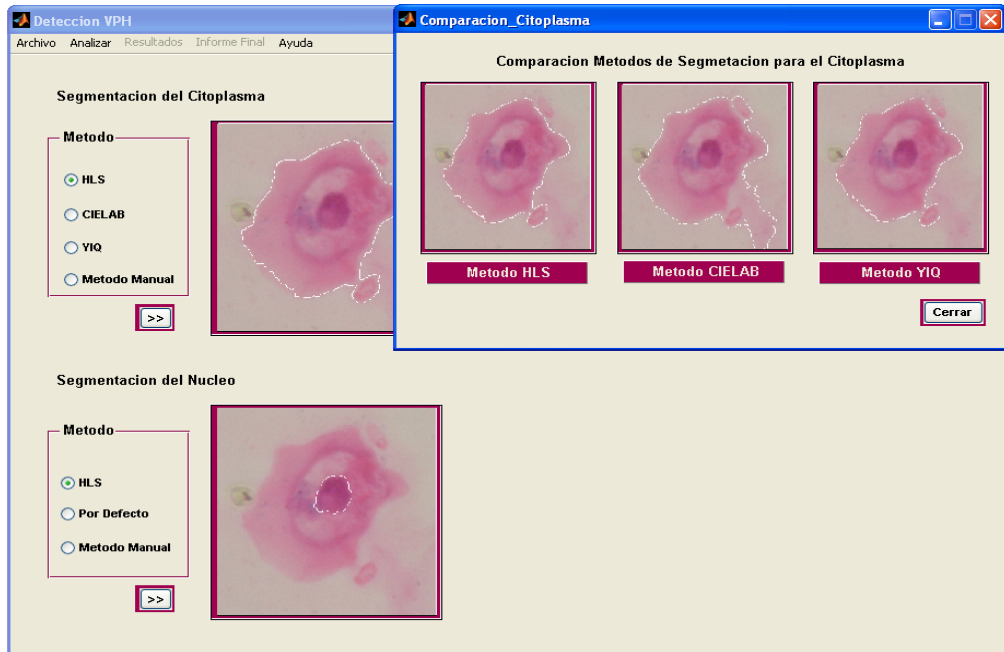 Deteccion VPH
Archivo Analizar Resultados Informe Final Ayuda
Segmentacion del Citoplasma
Metodo
HLS
CIELAB
YIQ
Metodo Manual
>>
Segmentacion del Nucleo
Metodo
HLS
Por Defecto
Metodo Manual
>>
Comparacion_Citoplasma
Comparacion Metodos de Segmetacion para el Citoplasma
Metodo HLS Metodo CIELAB Metodo YIQ
Cerrar